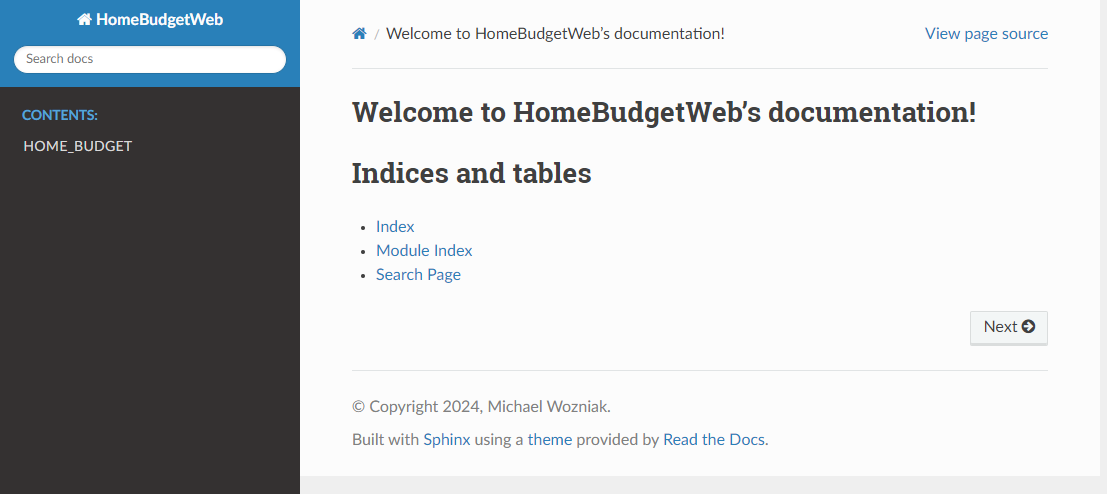 HomeBudgetWeb
Search docs
CONTENTS:
HOME_BUDGET
/ Welcome to HomeBudgetWeb’s documentation!
View page source
Welcome to HomeBudgetWeb’s documentation!
Indices and tables
• Index
• Module Index
• Search Page
Next
© Copyright 2024, Michael Wozniak.
Built with Sphinx using a theme provided by Read the Docs.